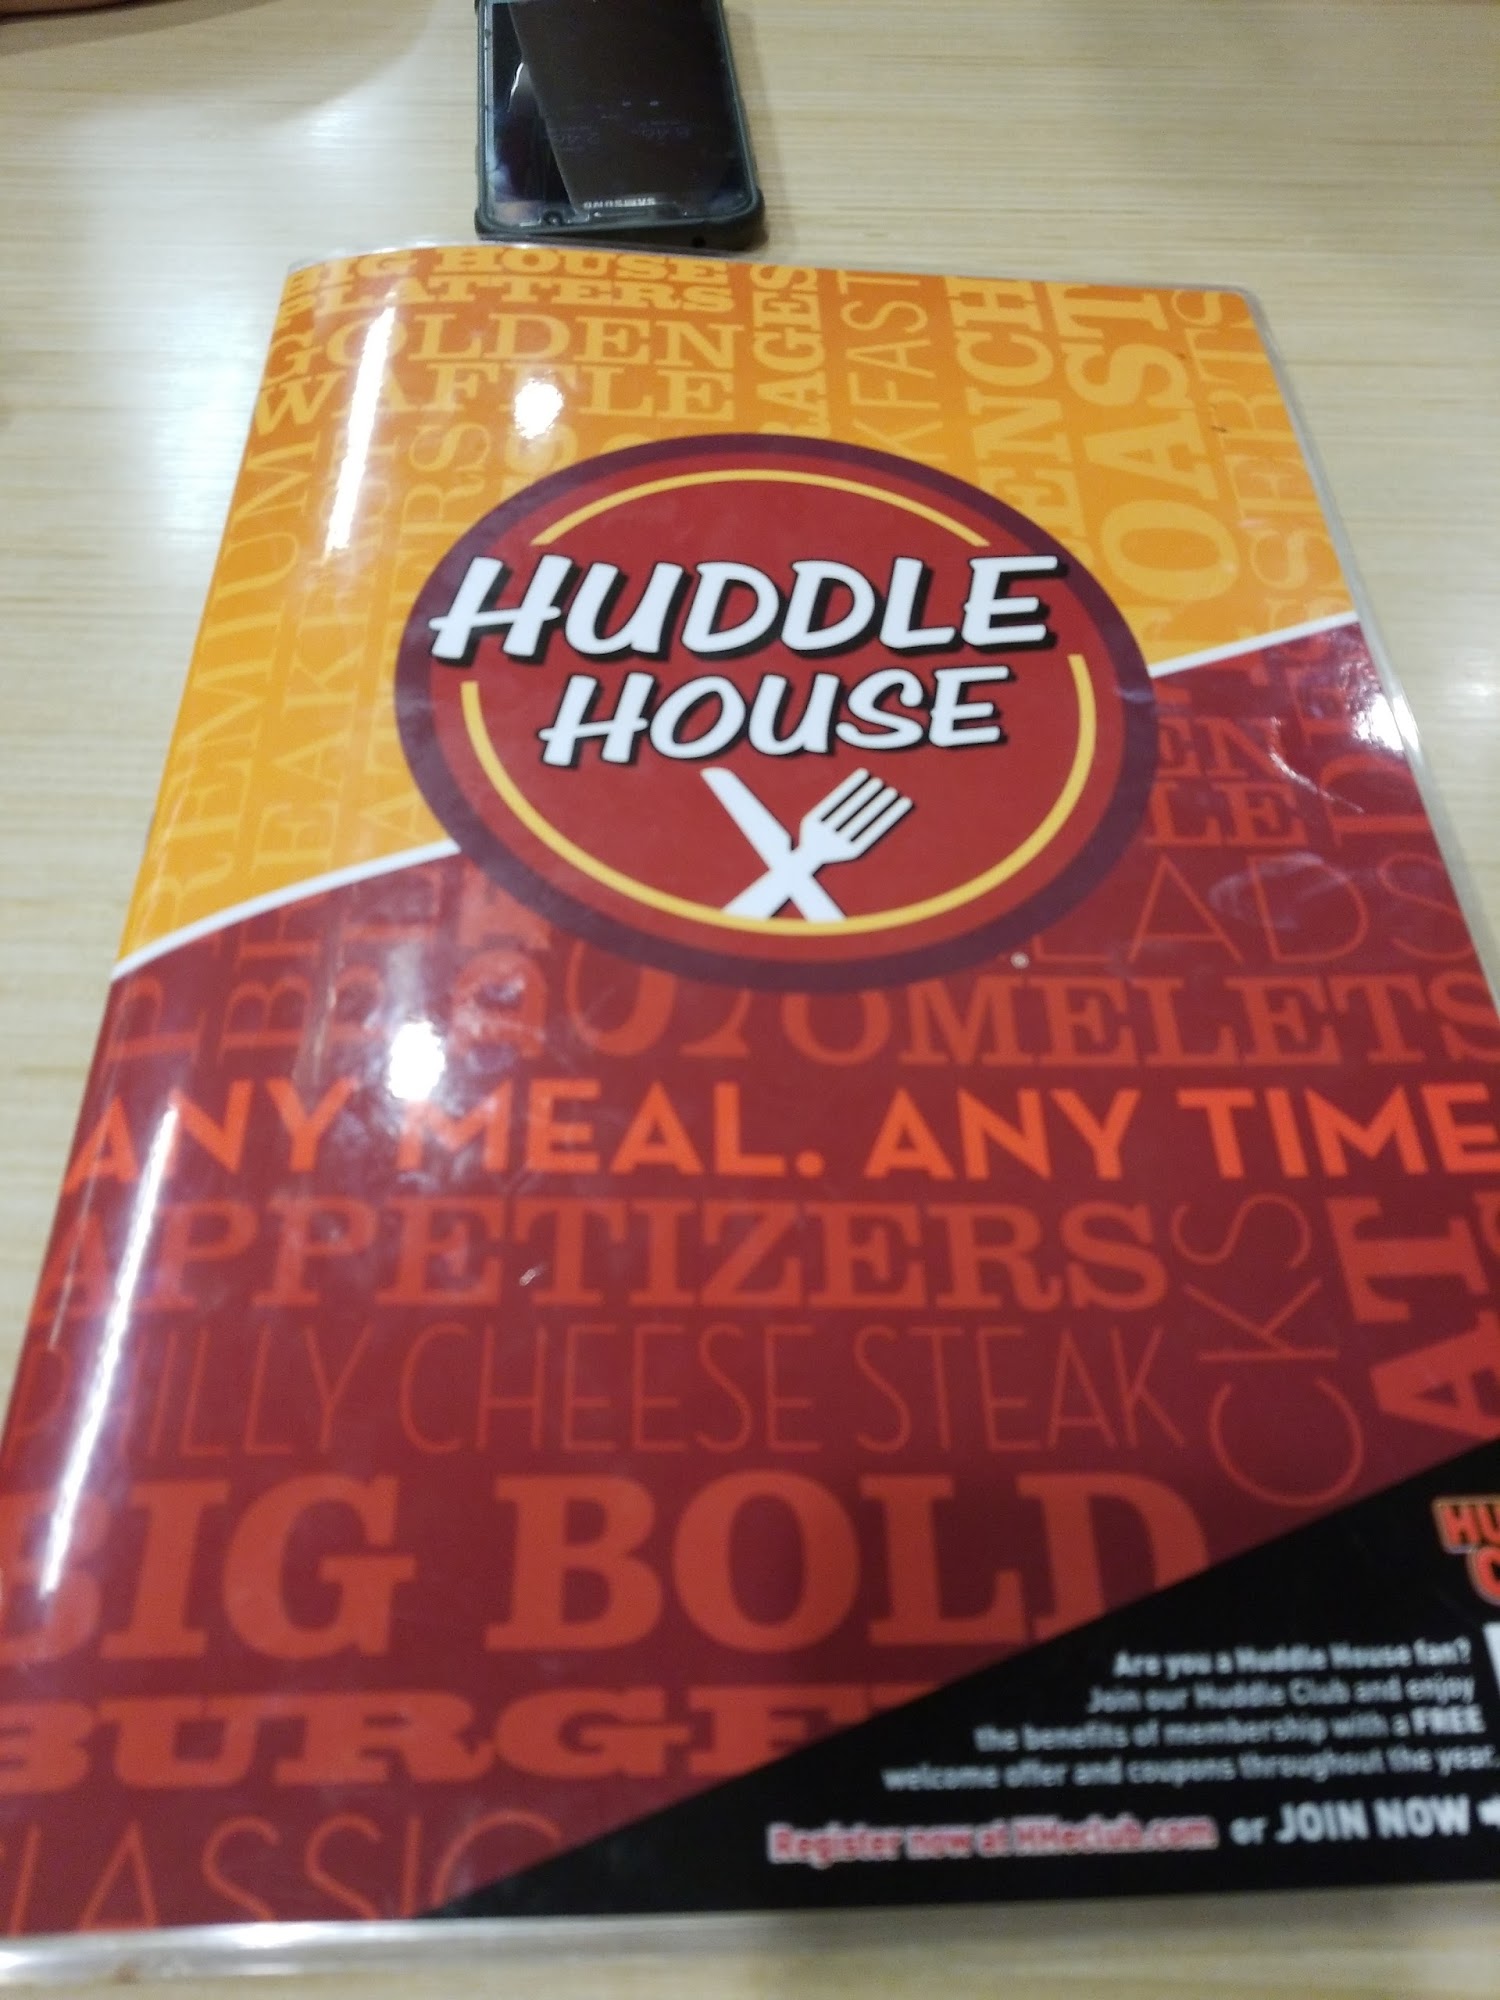 SAMSUNG
BIG HOUSE
PLATTERS
GOLDEN
WAFFLE
PREMIUM
TOAST
HUDDLE
HOUSE
OMELETS
ANY MEAL. ANY TIME
APPETIZERS
PHILLY CHEESE STEAK
BIG BOLD
Are you a Huddle House fan?
Join our Huddle Club and enjoy
the benefits of membership with a FREE
welcome offer and coupons throughout the year.
Register now at HHeclub.com or JOIN NOW